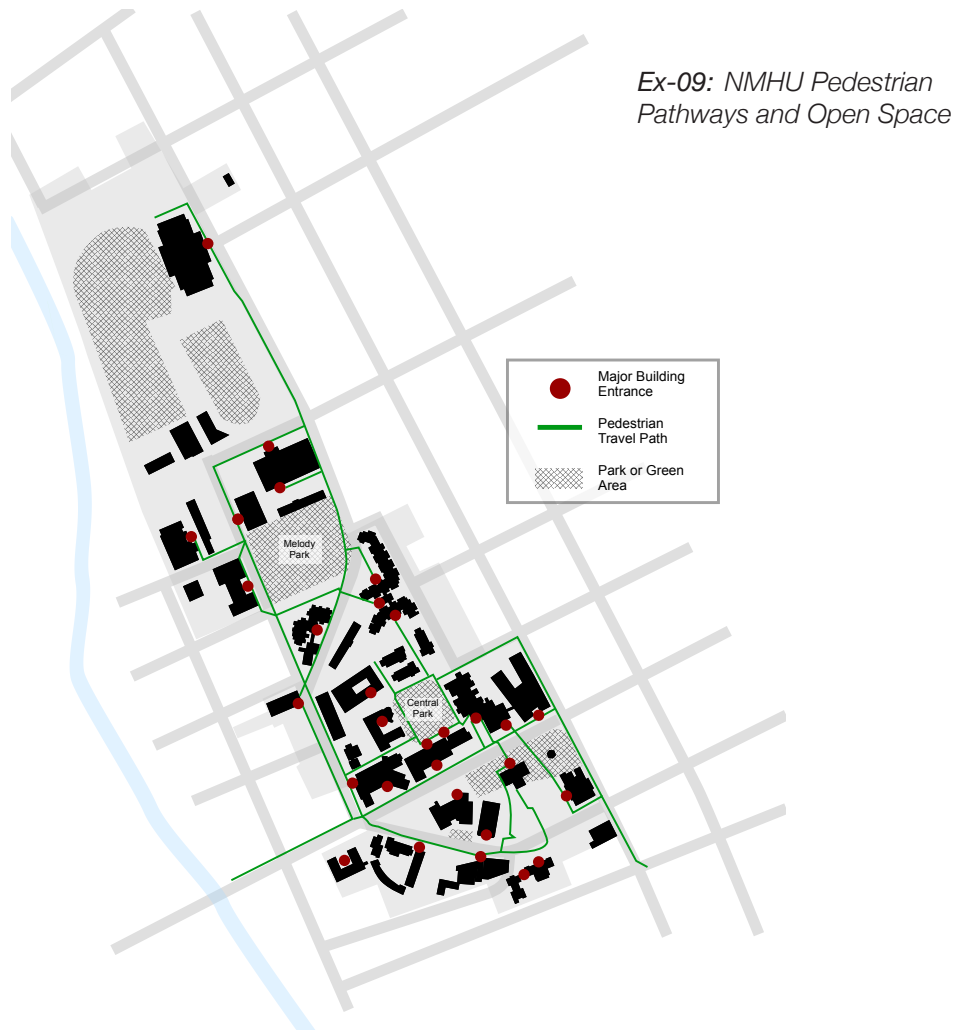 Ex-09: NMHU Pedestrian
Pathways and Open Space
Major Building
Entrance
Pedestrian
Travel Path
Park or Green
Area
Melody
Park
Central
Park